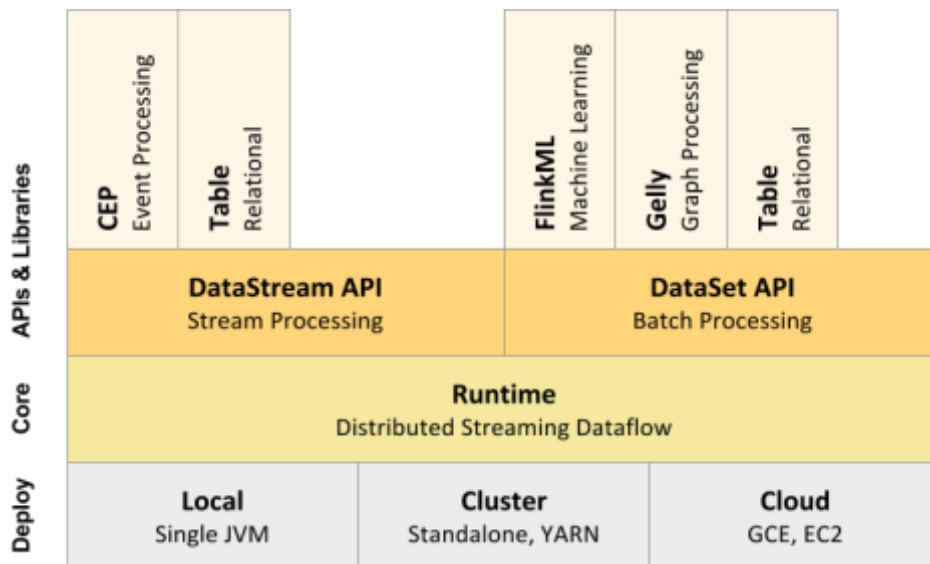 APIs & Libraries
CEP
Event Processing
Table
Relational
FlinkML
Machine Learning
Gelly
Graph Processing
Table
Relational
DataStream API
Stream Processing
DataSet API
Batch Processing
Core
Runtime
Distributed Streaming Dataflow
Deploy
Local
Single JVM
Cluster
Standalone, YARN
Cloud
GCE, EC2